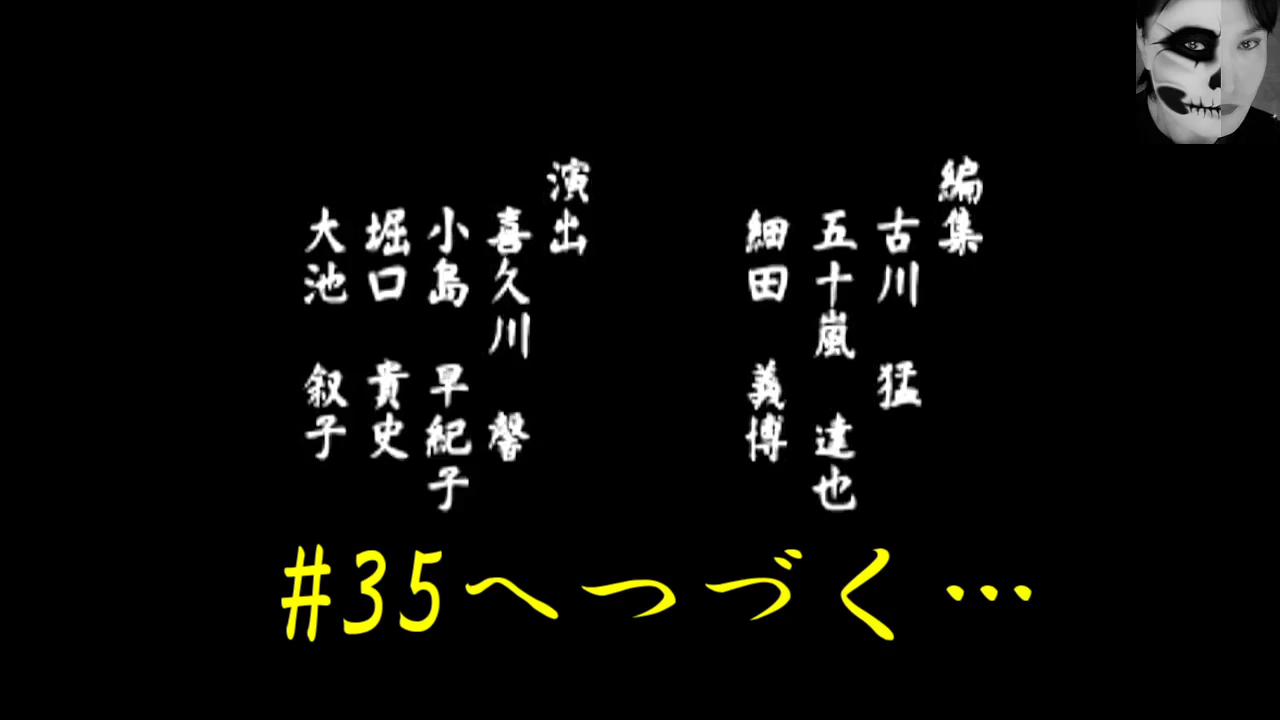 編集
古川 猛
五十嵐 達也
細田 義博
演出
喜久川 馨
小島 早紀子
堀口 貴史
大池 叙子
#35へつづく…